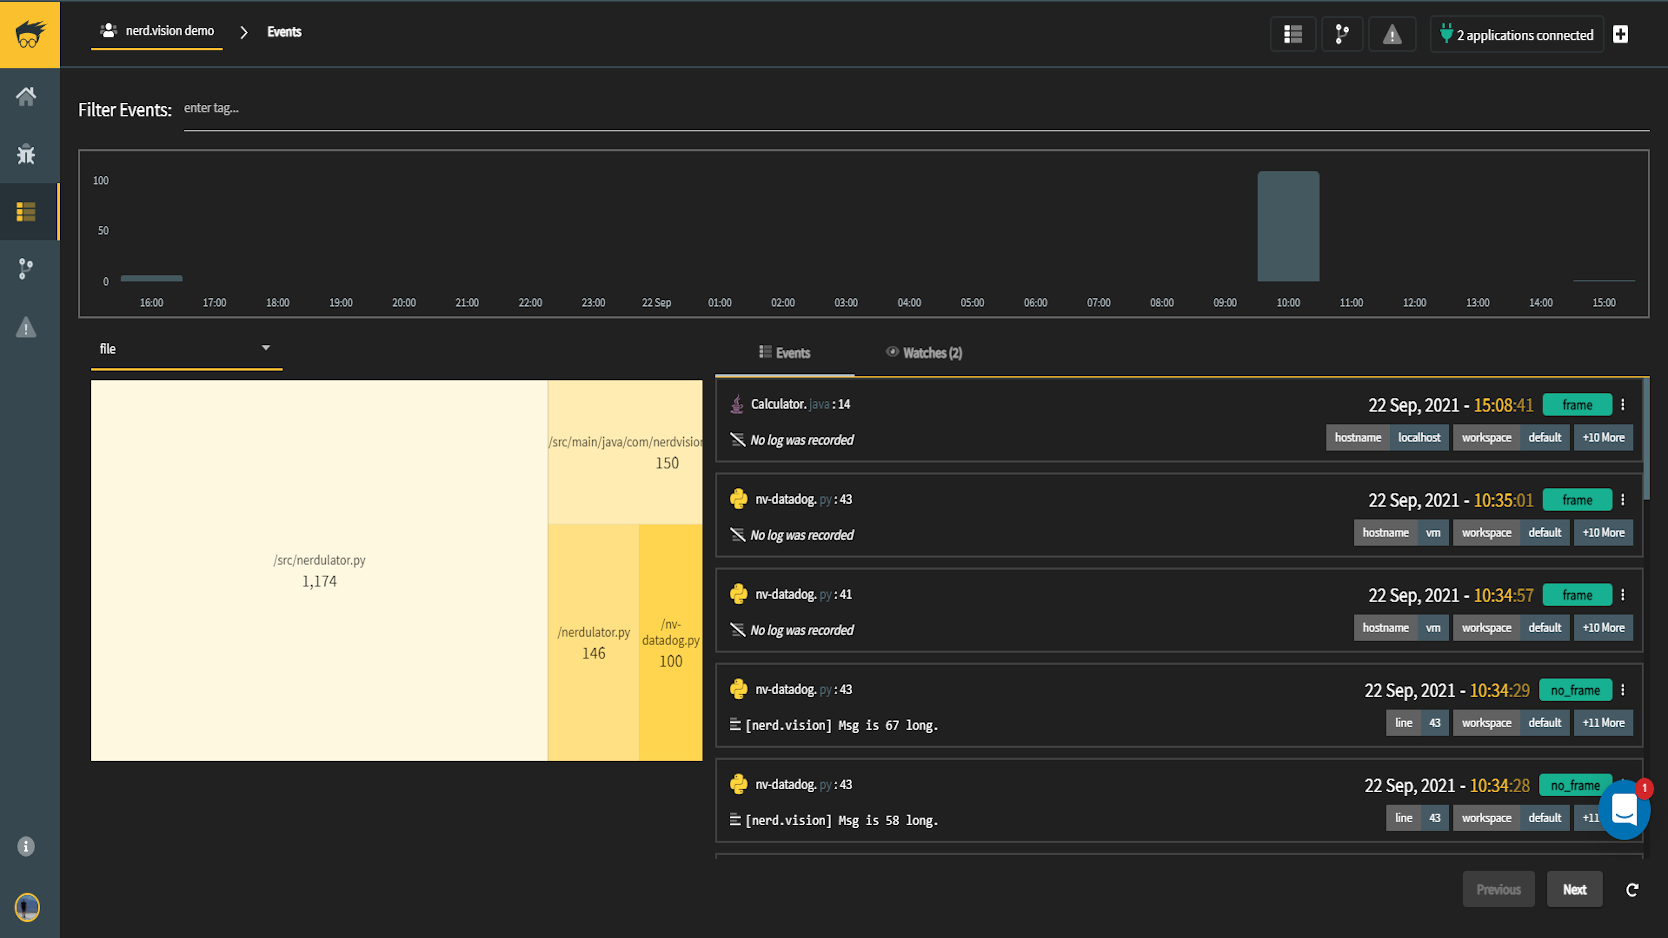 nerd.vision demo
Events
2 applications connected
Filter Events:
enter tag...
100
50
0
16:00 17:00 18:00 19:00 20:00 21:00 22:00 23:00 22 Sep 01:00 02:00 03:00 04:00 05:00 06:00 07:00 08:00 09:00 10:00 11:00 12:00 13:00 14:00 15:00
file
/src/nerdulator.py
1,174
/src/main/java/com/nerdvision
150
/nerdulator.py
146
/nv-
datadog.py
100
Events
Watches (2)
Calculator. java : 14
22 Sep, 2021 - 15:08:41 frame
No log was recorded
hostname localhost workspace default +10 More
nv-datadog. py : 43
22 Sep, 2021 - 10:35:01 frame
No log was recorded
hostname vm workspace default +10 More
nv-datadog. py : 41
22 Sep, 2021 - 10:34:57 frame
No log was recorded
hostname vm workspace default +10 More
nv-datadog. py : 43
22 Sep, 2021 - 10:34:29 no_frame
[nerd.vision] Msg is 67 long.
line 43 workspace default +11 More
nv-datadog. py : 43
22 Sep, 2021 - 10:34:28 no_frame
[nerd.vision] Msg is 58 long.
line 43 workspace default +11
1
Previous
Next